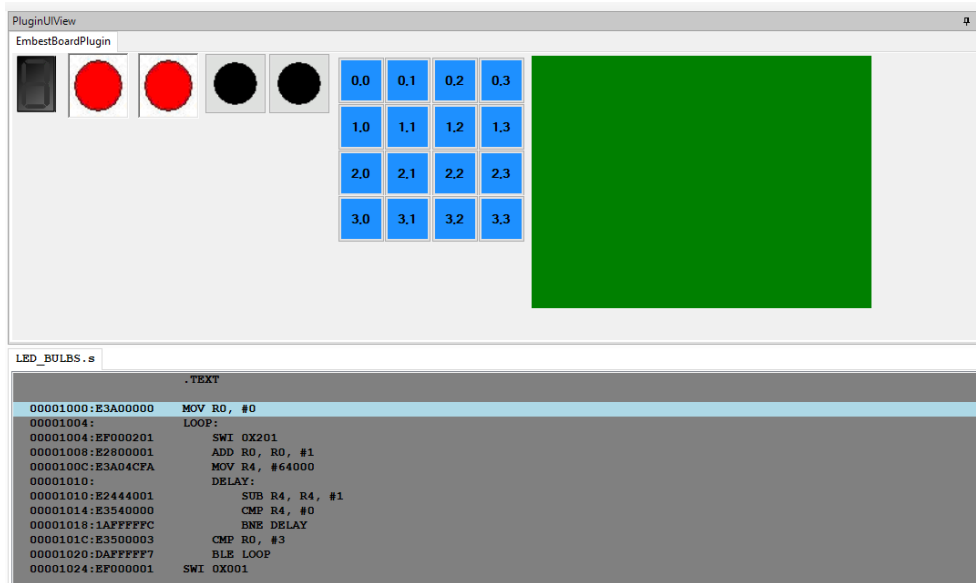 PluginUIView
EmbestBoardPlugin
0,0 0,1 0,2 0,3
1,0 1,1 1,2 1,3
2,0 2,1 2,2 2,3
3,0 3,1 3,2 3,3
LED_BULBS.s
.TEXT
00001000:E3A00000 MOV R0, #0
00001004: LOOP:
00001004:EF000201 SWI 0X201
00001008:E2800001 ADD R0, R0, #1
0000100C:E3A04CFA MOV R4, #64000
00001010: DELAY:
00001010:E2444001 SUB R4, R4, #1
00001014:E3540000 CMP R4, #0
00001018:1AFFFFFC BNE DELAY
0000101C:E3500003 CMP R0, #3
00001020:DAFFFFF7 BLE LOOP
00001024:EF000001 SWI 0X001